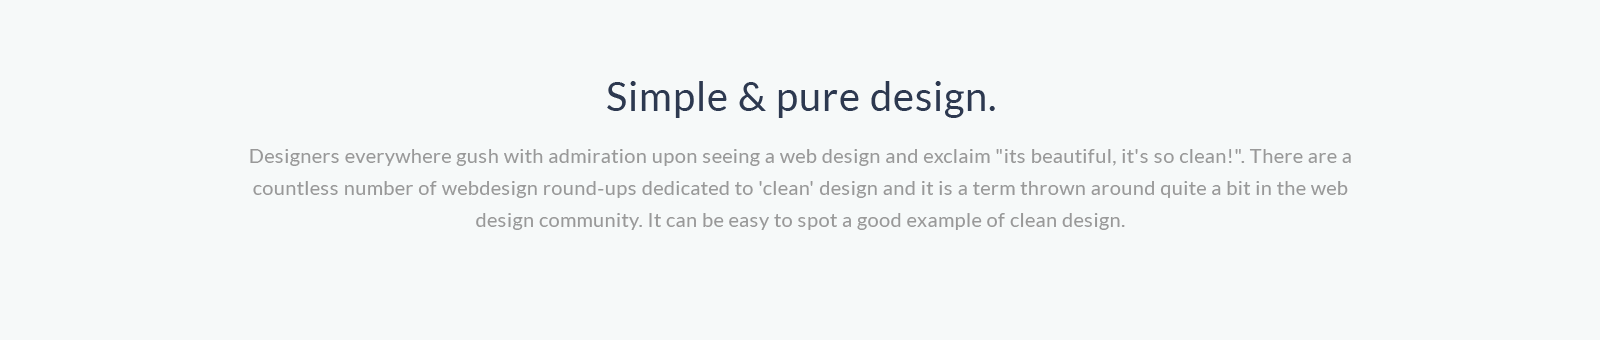 Simple & pure design.
Designers everywhere gush with admiration upon seeing a web design and exclaim "its beautiful, it's so clean!". There are a
countless number of webdesign round-ups dedicated to 'clean' design and it is a term thrown around quite a bit in the web
design community. It can be easy to spot a good example of clean design.